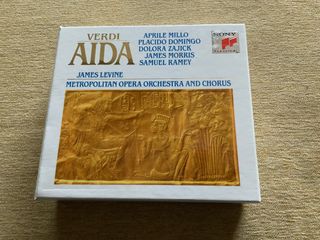 VERDI
AIDA
APRILE MILLO
PLACIDO DOMINGO
DOLORA ZAJICK
JAMES MORRIS
SAMUEL RAMEY
SONY
CLASSICAL
JAMES LEVINE
METROPOLITAN OPERA ORCHESTRA AND CHORUS